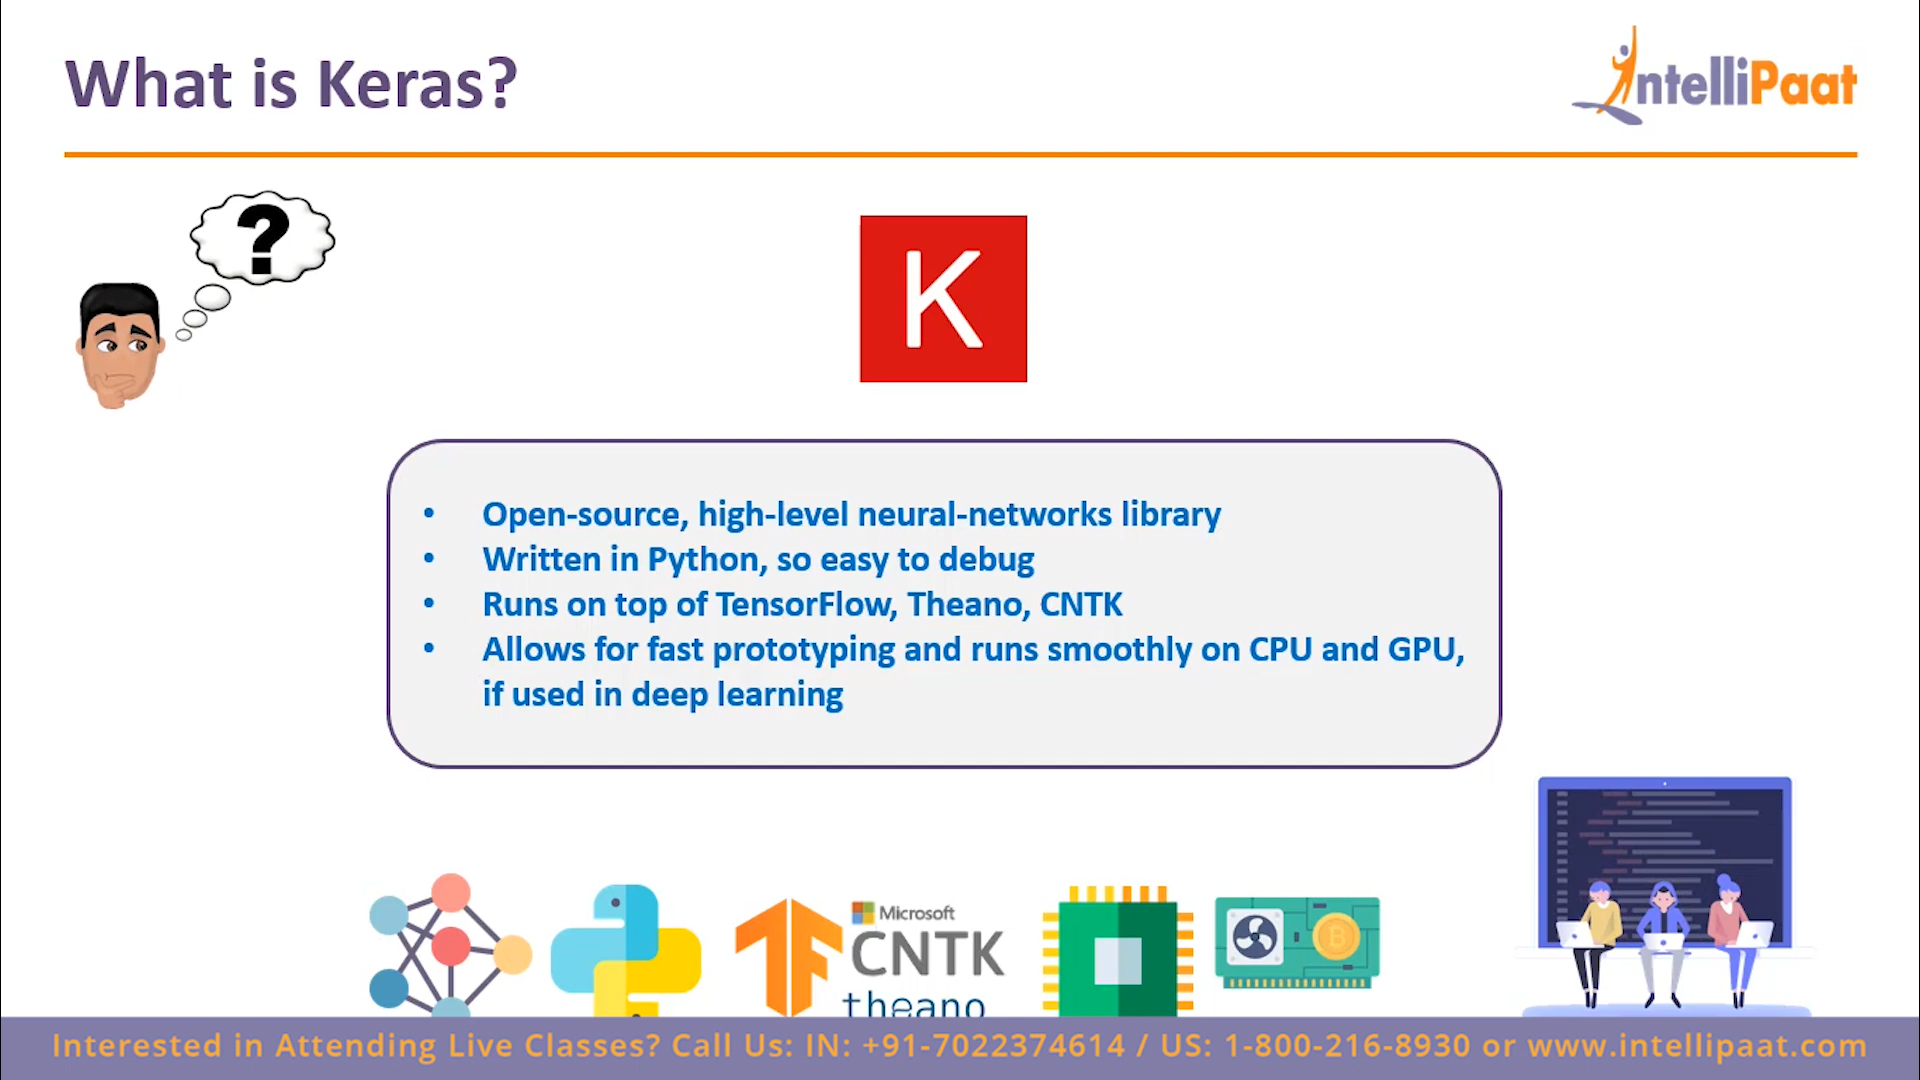 What is Keras?
IntelliPaat
?
K
• Open-source, high-level neural-networks library
• Written in Python, so easy to debug
• Runs on top of TensorFlow, Theano, CNTK
• Allows for fast prototyping and runs smoothly on CPU and GPU,
if used in deep learning
Microsoft
CNTK
theano
Interested in Attending Live Classes? Call Us: IN: +91-7022374614 / US: 1-800-216-8930 or www.intellipaat.com